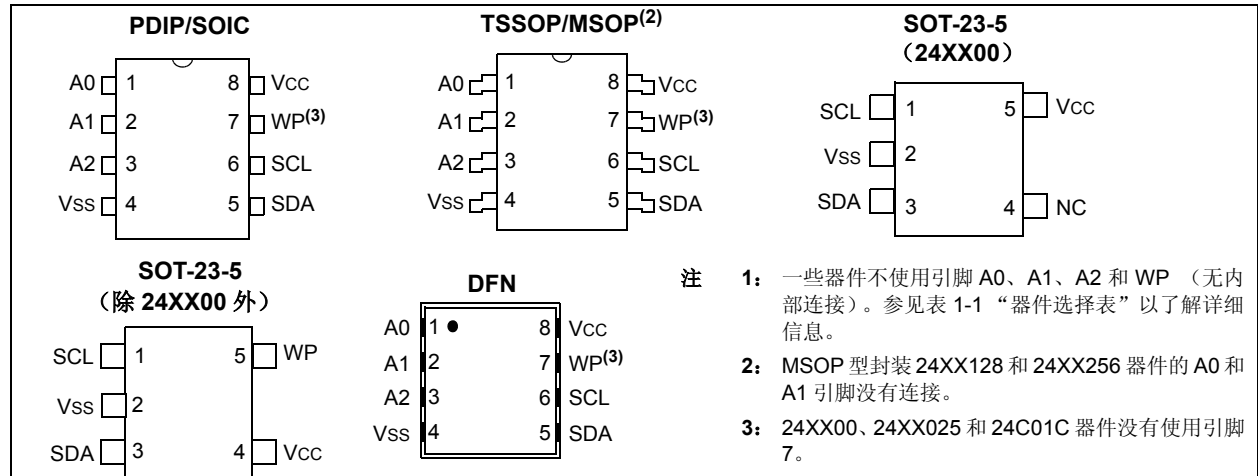 PDIP/SOIC
A0 1 8 VCC
A1 2 7 WP(3)
A2 3 6 SCL
VSS 4 5 SDA
TSSOP/MSOP(2)
A0 1 8 VCC
A1 2 7 WP(3)
A2 3 6 SCL
VSS 4 5 SDA
SOT-23-5
（24XX00）
SCL 1 5 VCC
VSS 2
SDA 3 4 NC
SOT-23-5
（除 24XX00 外）
SCL 1 5 WP
VSS 2
SDA 3 4 VCC
DFN
A0 1 8 VCC
A1 2 7 WP(3)
A2 3 6 SCL
VSS 4 5 SDA
注 1： 一些器件不使用引脚 A0、A1、A2 和 WP （无内
部连接）。参见表 1-1 “器件选择表”以了解详细
信息。
2： MSOP 型封装 24XX128 和 24XX256 器件的 A0 和
A1 引脚没有连接。
3： 24XX00、24XX025 和 24C01C 器件没有使用引脚
7。